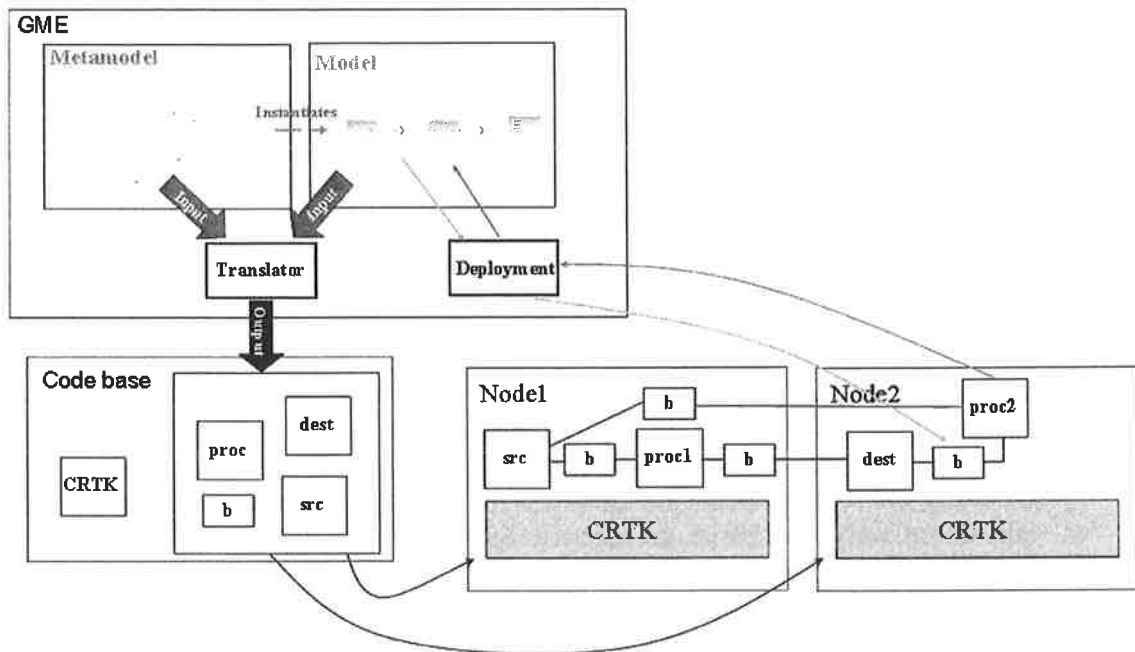 GME
Metamodel
Model
Instantiates
Input
Input
Translator
Deployment
Output
Code base
proc
dest
CRTK
b
src
Node1
b
src
b
proc1
b
CRTK
Node2
proc2
dest
b
CRTK